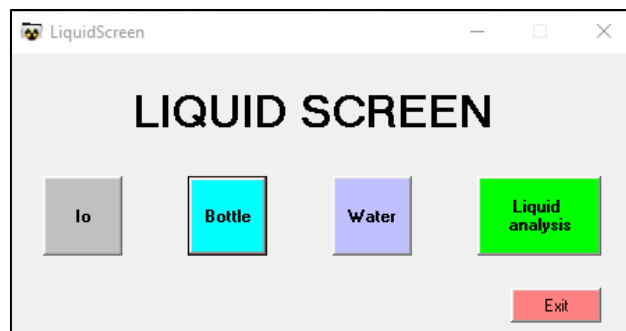 LiquidScreen
LIQUID SCREEN
Io
Bottle
Water
Liquid
analysis
Exit